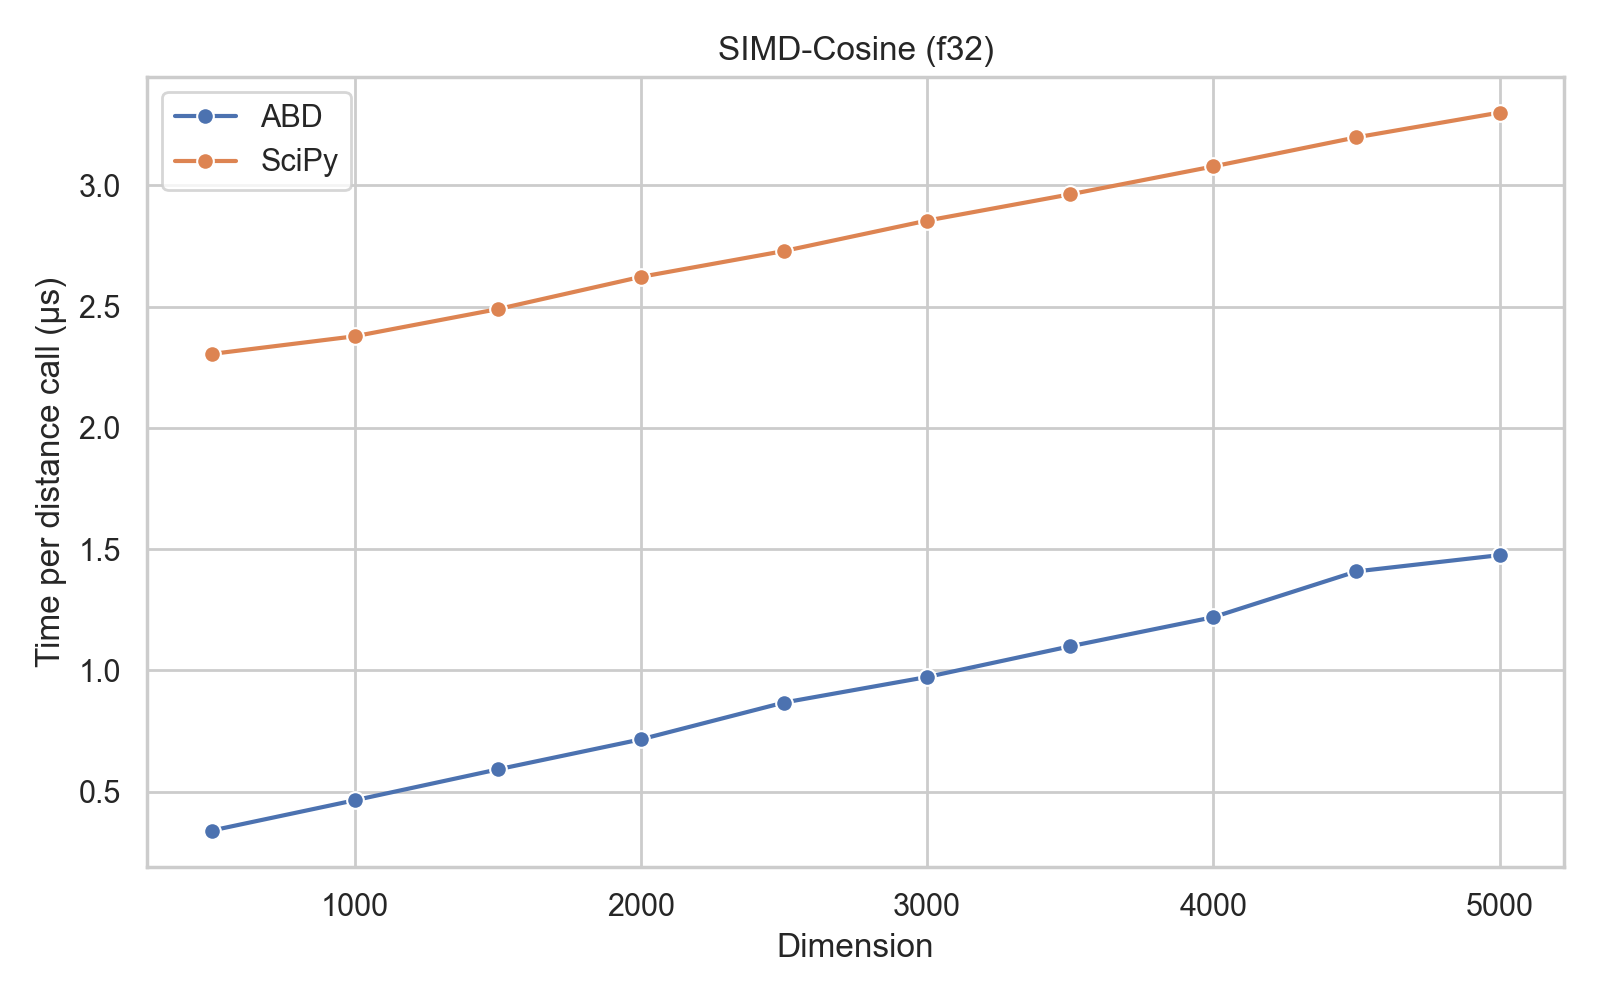 SIMD-Cosine (f32)
ABD
SciPy
Time per distance call (µs)
3.0
2.5
2.0
1.5
1.0
0.5
1000 2000 3000 4000 5000
Dimension